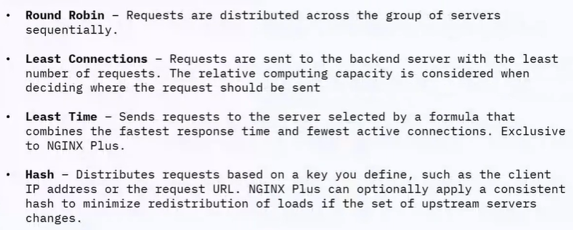 • Round Robin – Requests are distributed across the group of servers
sequentially.
• Least Connections – Requests are sent to the backend server with the least
number of requests. The relative computing capacity is considered when
deciding where the request should be sent
• Least Time – Sends requests to the server selected by a formula that
combines the fastest response time and fewest active connections. Exclusive
to NGINX Plus.
• Hash – Distributes requests based on a key you define, such as the client
IP address or the request URL. NGINX Plus can optionally apply a consistent
hash to minimize redistribution of loads if the set of upstream servers
changes.